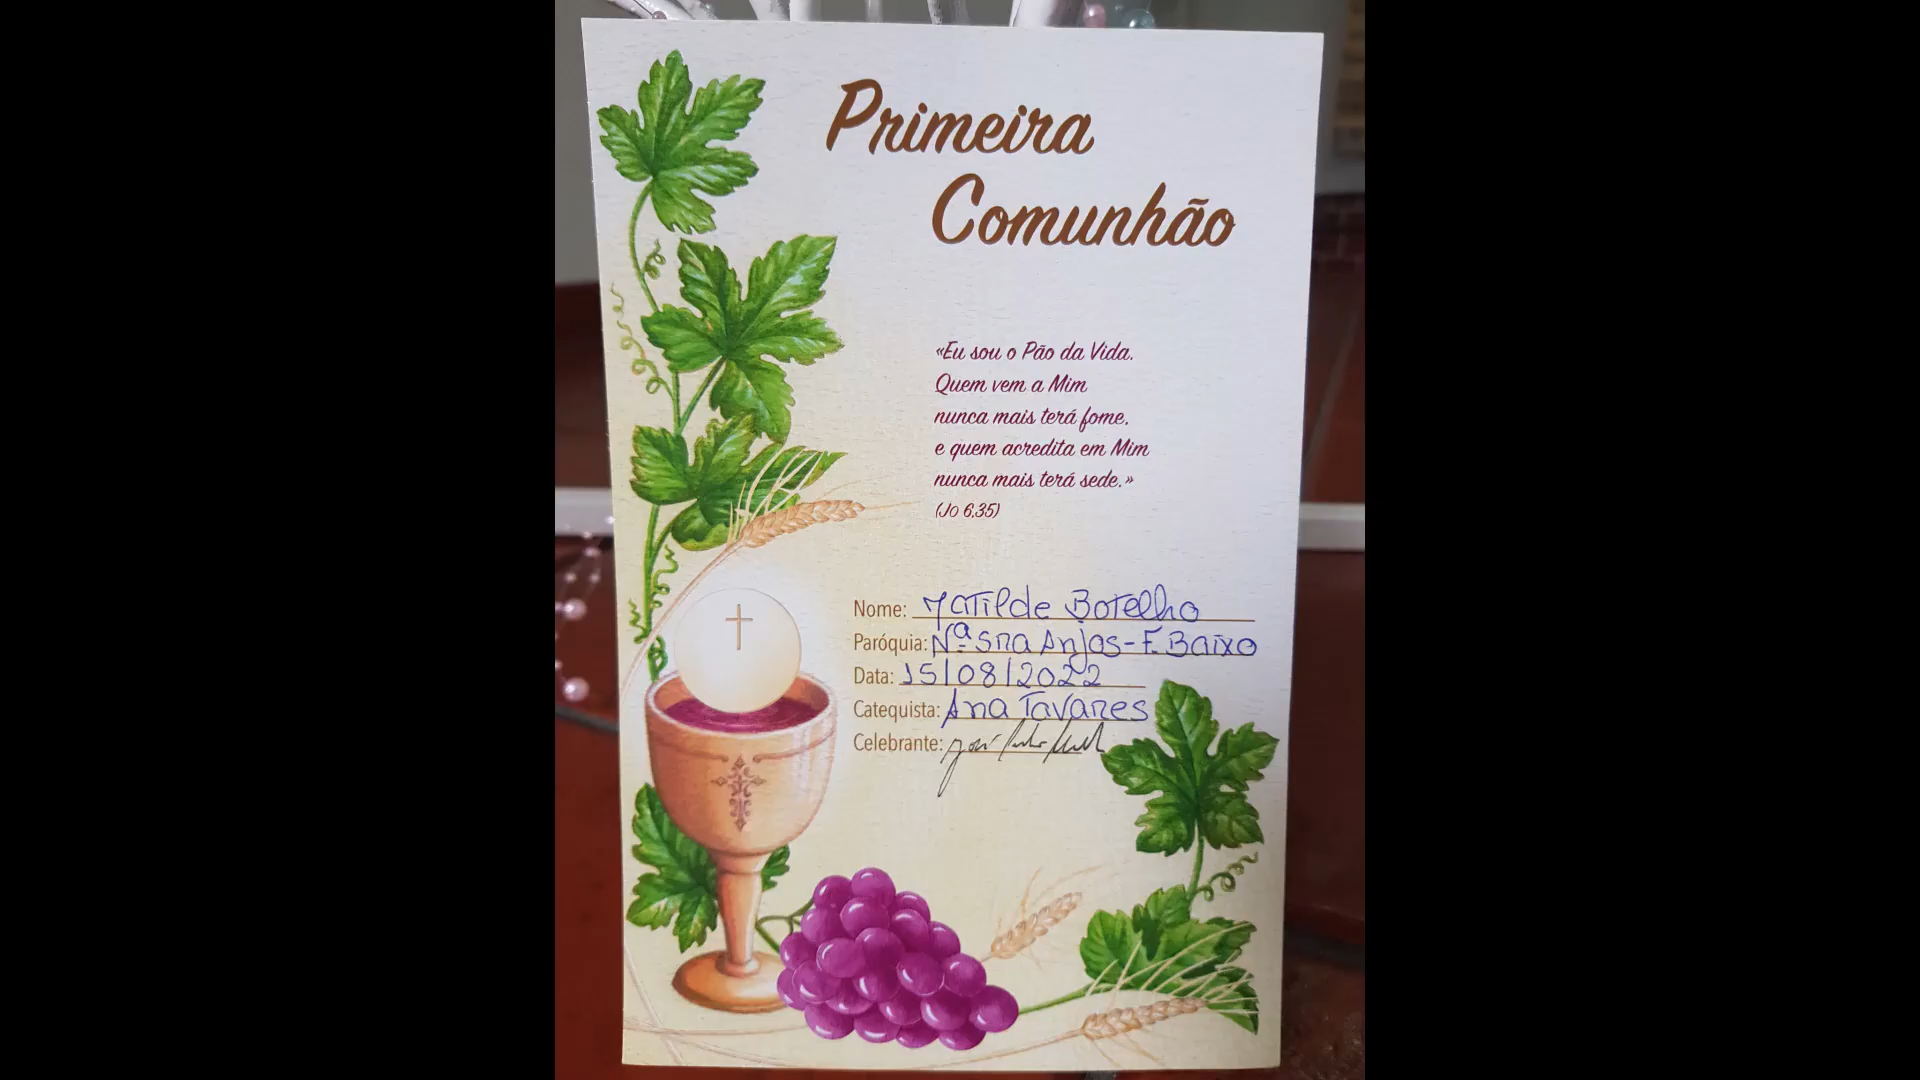 Primeira
Comunhão
«Eu sou o Pão da Vida.
Quem vem a Mim
nunca mais terá fome,
e quem acredita em Mim
nunca mais terá sede.»
(Jo 6,35)
Nome: Matilde Botelho
Paróquia: Nª Sra Anjos - F. Baixo
Data: 15/08/2022
Catequista: Ana Tavares
Celebrante: